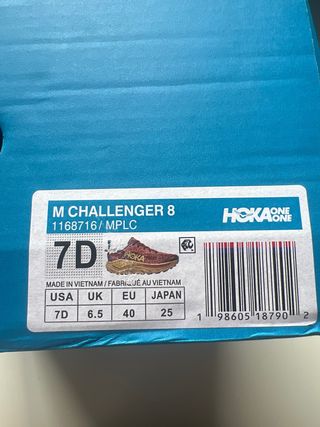 M CHALLENGER 8
1168716/ MPLC
HOKA ONE ONE
7D
HOKA
MADE IN VIETNAM / FABRIQUÉ AU VIETNAM
USA UK EU JAPAN
7D 6.5 40 25
1 98605 18790 2